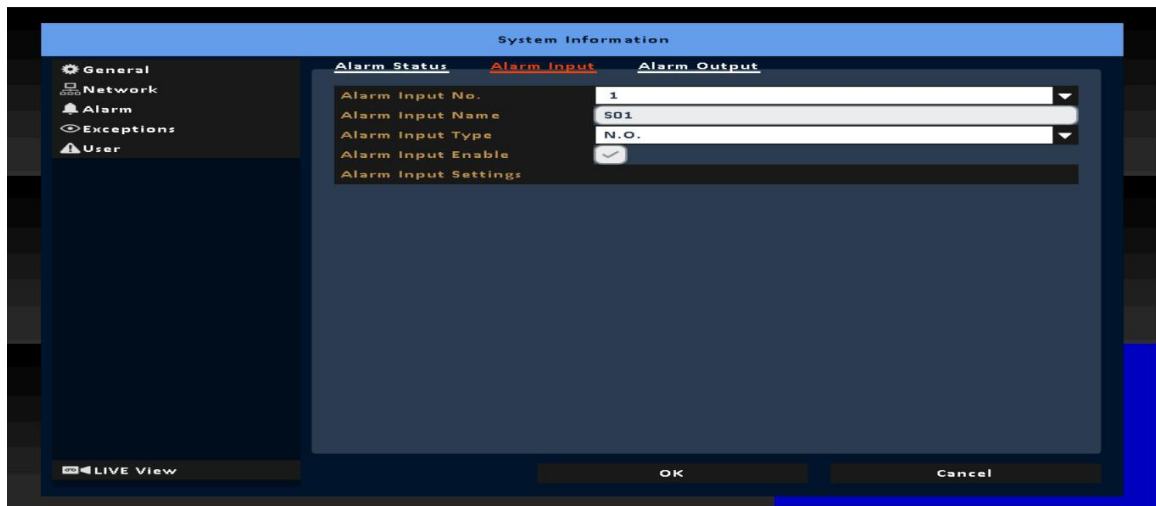 System Information
General
Network
Alarm
Exceptions
User
Alarm Status Alarm Input Alarm Output
Alarm Input No. 1
Alarm Input Name S01
Alarm Input Type N.O.
Alarm Input Enable
Alarm Input Settings
LIVE View
OK Cancel